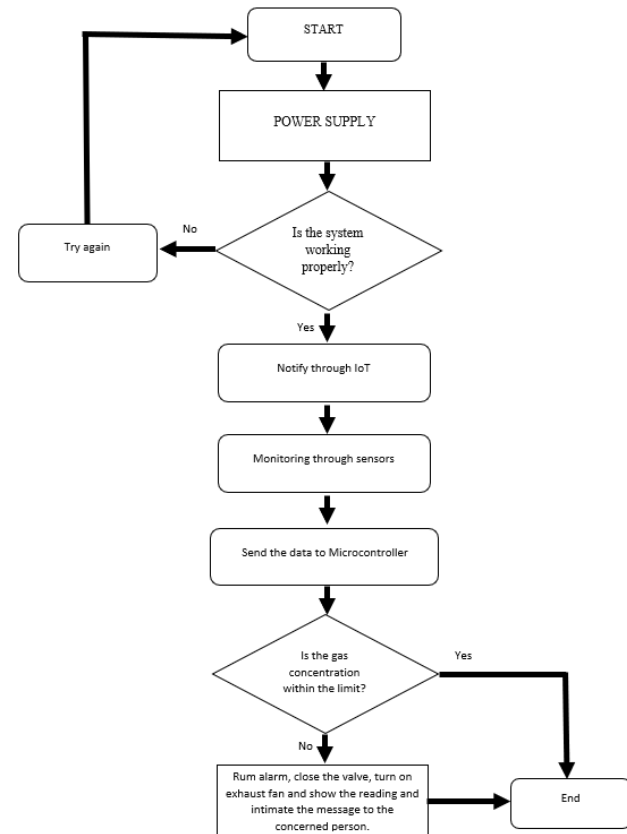 START
POWER SUPPLY
Is the system
working
properly?
No
Try again
Yes
Notify through IoT
Monitoring through sensors
Send the data to Microcontroller
Is the gas
concentration
within the limit?
Yes
No
Rum alarm, close the valve, turn on
exhaust fan and show the reading and
intimate the message to the
concerned person.
End